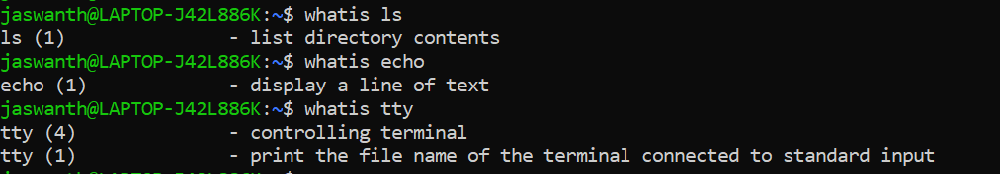 jaswanth@LAPTOP-J42L886K:~$ whatis ls
ls (1)               - list directory contents
jaswanth@LAPTOP-J42L886K:~$ whatis echo
echo (1)             - display a line of text
jaswanth@LAPTOP-J42L886K:~$ whatis tty
tty (4)              - controlling terminal
tty (1)              - print the file name of the terminal connected to standard input